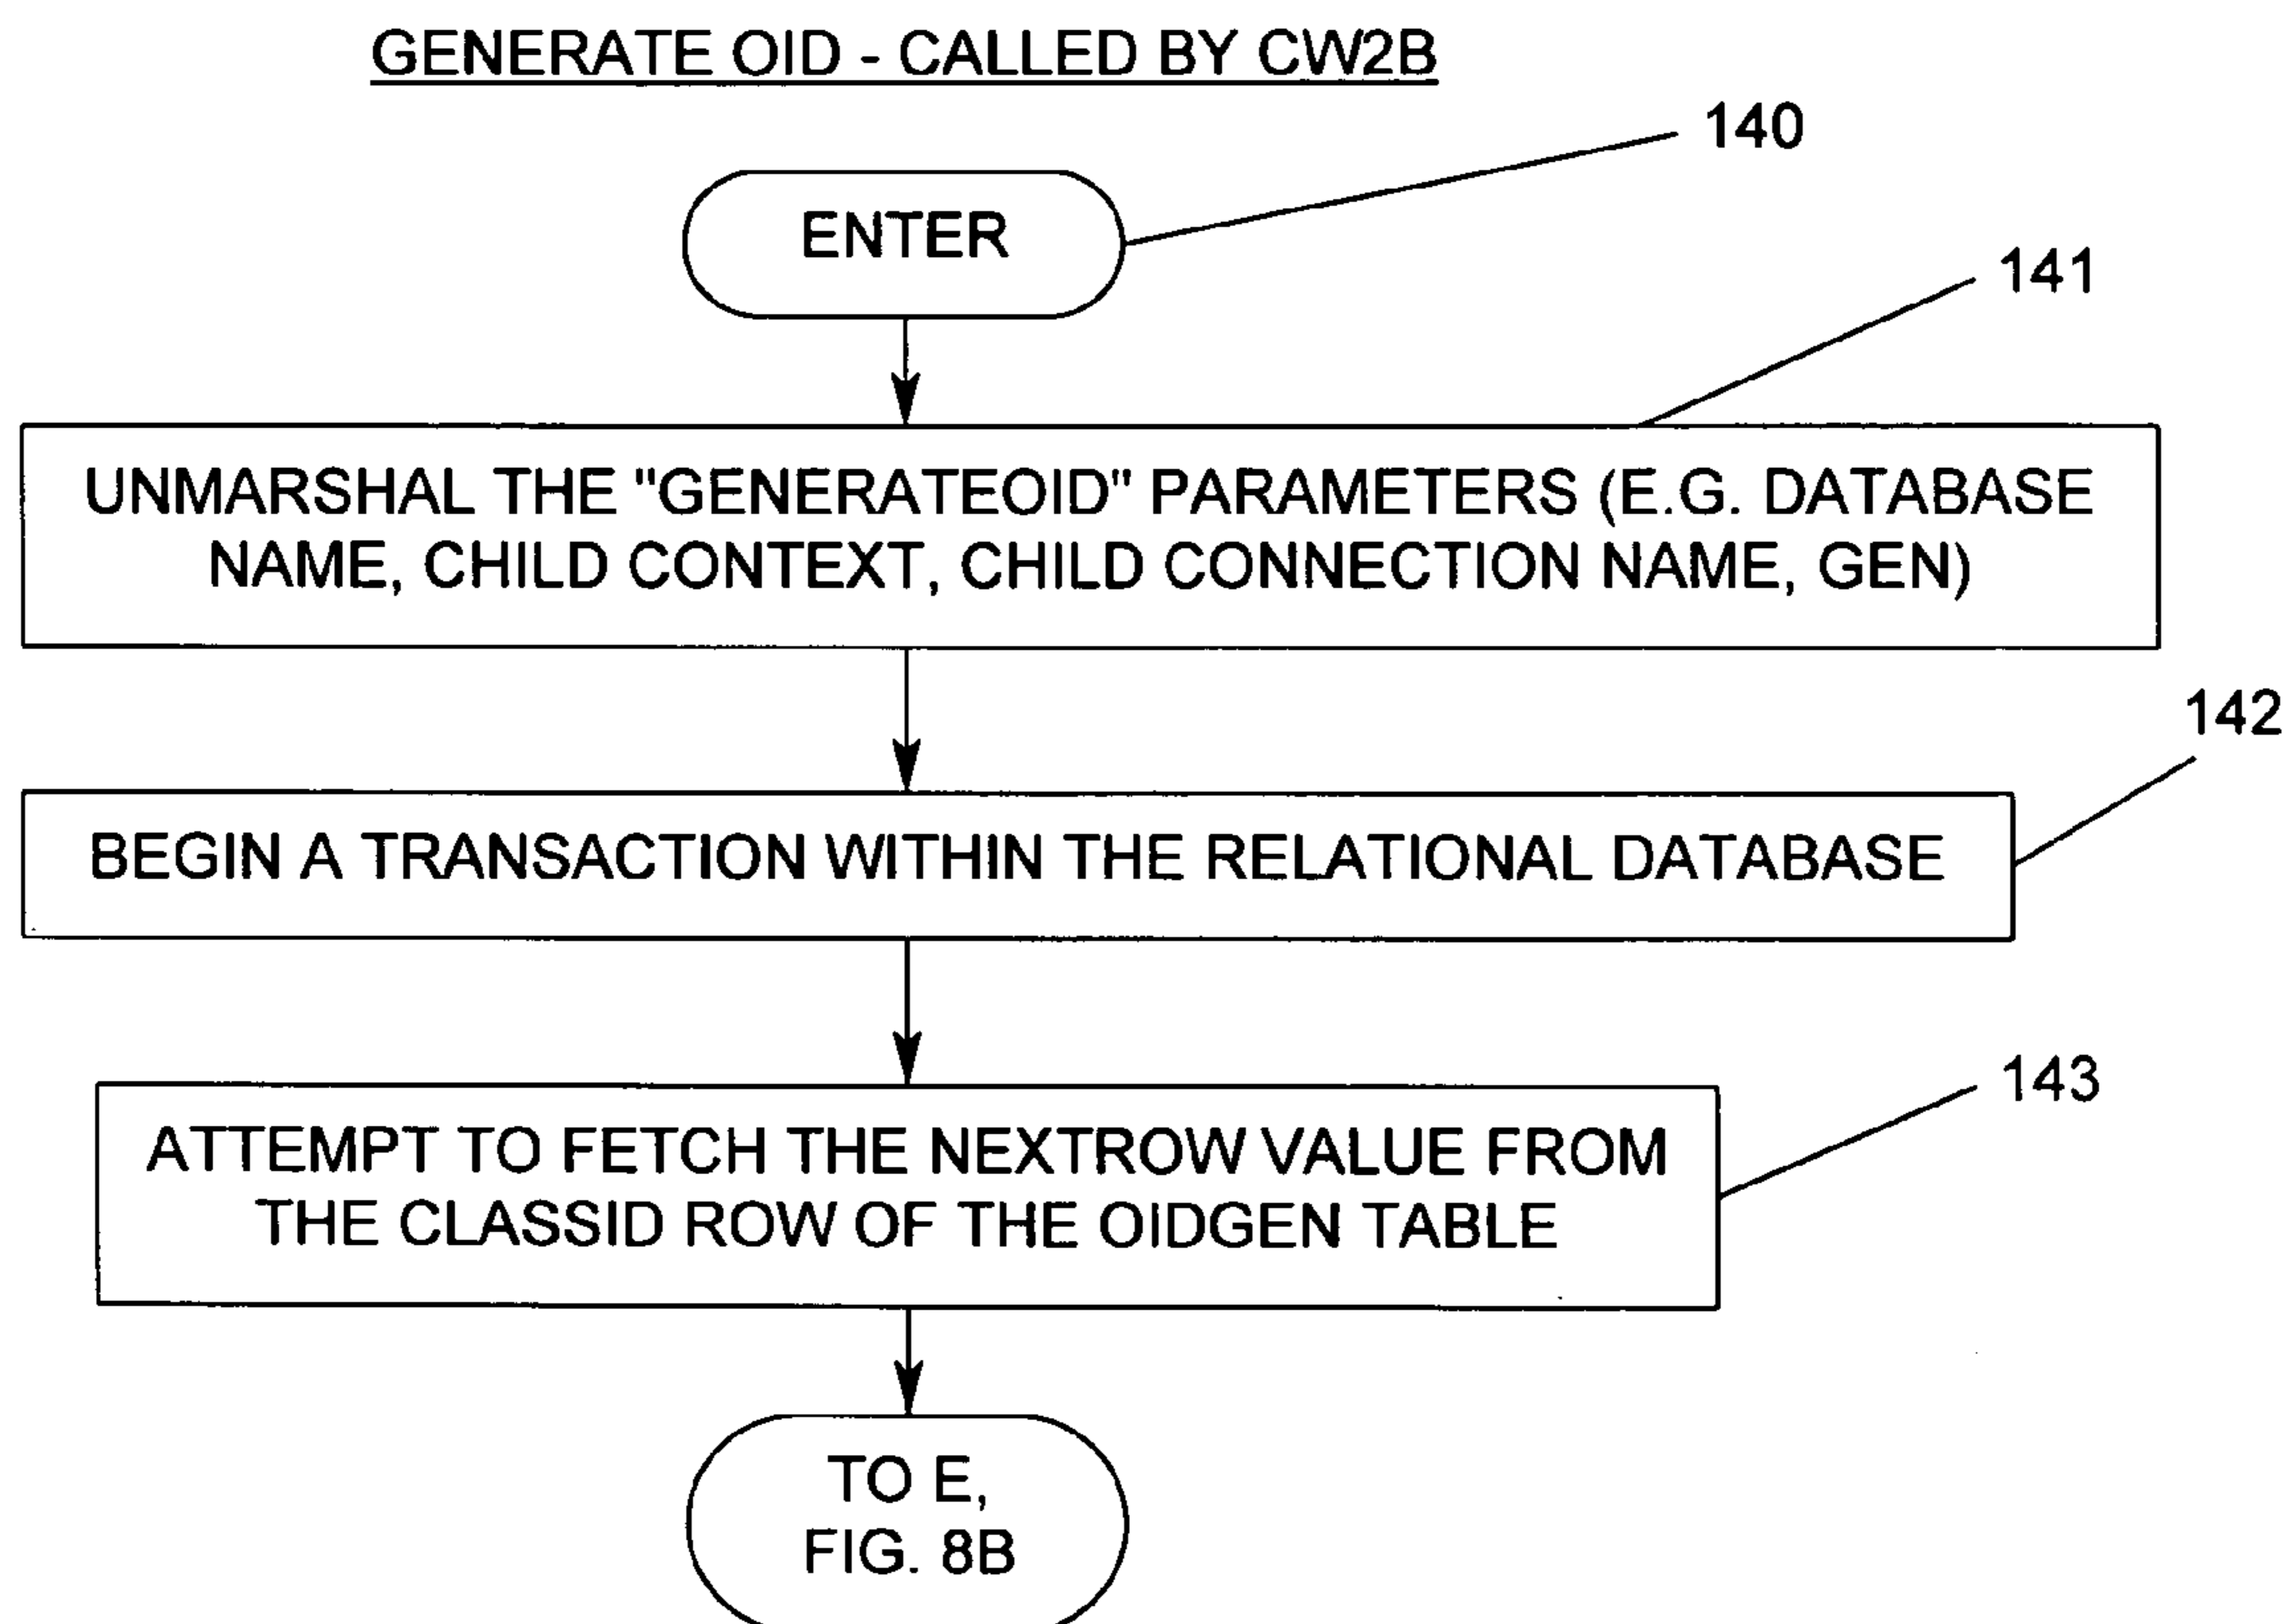 GENERATE OID - CALLED BY CW2B
140
ENTER
141
UNMARSHAL THE "GENERATEOID" PARAMETERS (E.G. DATABASE
NAME, CHILD CONTEXT, CHILD CONNECTION NAME, GEN)
142
BEGIN A TRANSACTION WITHIN THE RELATIONAL DATABASE
143
ATTEMPT TO FETCH THE NEXTROW VALUE FROM
THE CLASSID ROW OF THE OIDGEN TABLE
TO E,
FIG. 8B